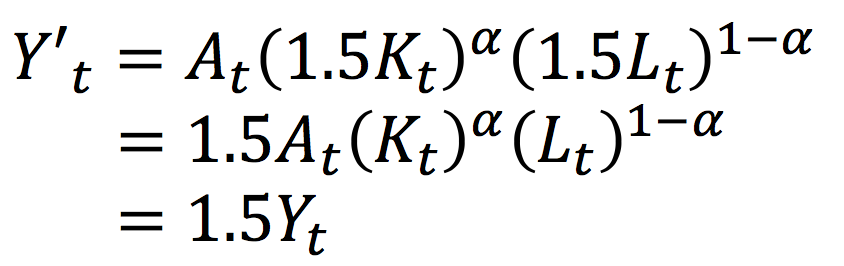 Y′ₜ = Aₜ(1.5Kₜ)^α(1.5Lₜ)^{1−α}
= 1.5Aₜ(Kₜ)^α(Lₜ)^{1−α}
= 1.5Yₜ